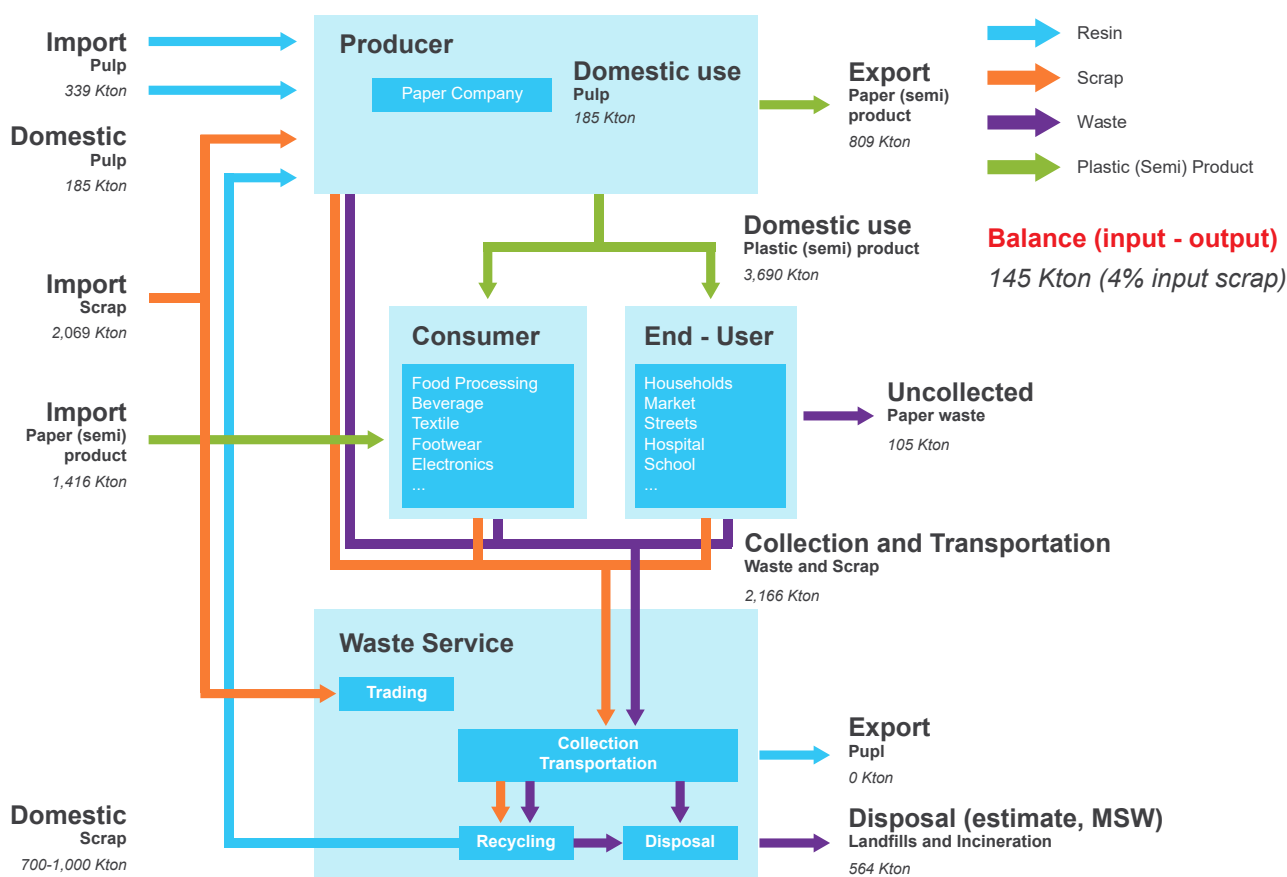 Import
Pulp
339 Kton
Domestic
Pulp
185 Kton
Import
Scrap
2,069 Kton
Import
Paper (semi)
product
1,416 Kton
Domestic
Scrap
700-1,000 Kton
Producer
Paper Company
Domestic use
Pulp
185 Kton
Export
Paper (semi)
product
809 Kton
Resin
Scrap
Waste
Plastic (Semi) Product
Balance (input - output)
145 Kton (4% input scrap)
Domestic use
Plastic (semi) product
3,690 Kton
Consumer
Food Processing
Beverage
Textile
Footwear
Electronics
...
End - User
Households
Market
Streets
Hospital
School
...
Uncollected
Paper waste
105 Kton
Collection and Transportation
Waste and Scrap
2,166 Kton
Waste Service
Trading
Collection
Transportation
Recycling
Disposal
Export
Pupl
0 Kton
Disposal (estimate, MSW)
Landfills and Incineration
564 Kton